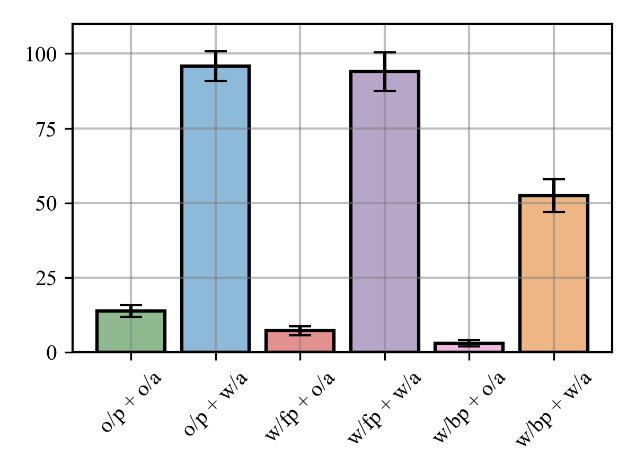 100
75
50
25
0
o/p + o/a
o/p + w/a
w/fp + o/a
w/fp + w/a
w/bp + o/a
w/bp + w/a